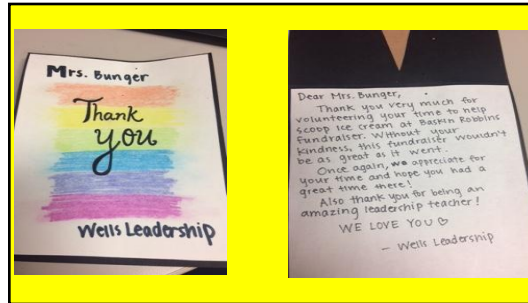 Mrs. Bunger
Thank
you
Wells Leadership
Dear Mrs. Bunger,
Thank you very much for
volunteering your time to help
scoop ice cream at Baskin Robbins
fundraiser. Without your
kindness, this fundraiser wouldn't
be as great as it went.
Once again, we appreciate for
your time and hope you had a
great time there!
Also thank you for being an
amazing leadership teacher!
WE LOVE YOU ♡
- Wells Leadership